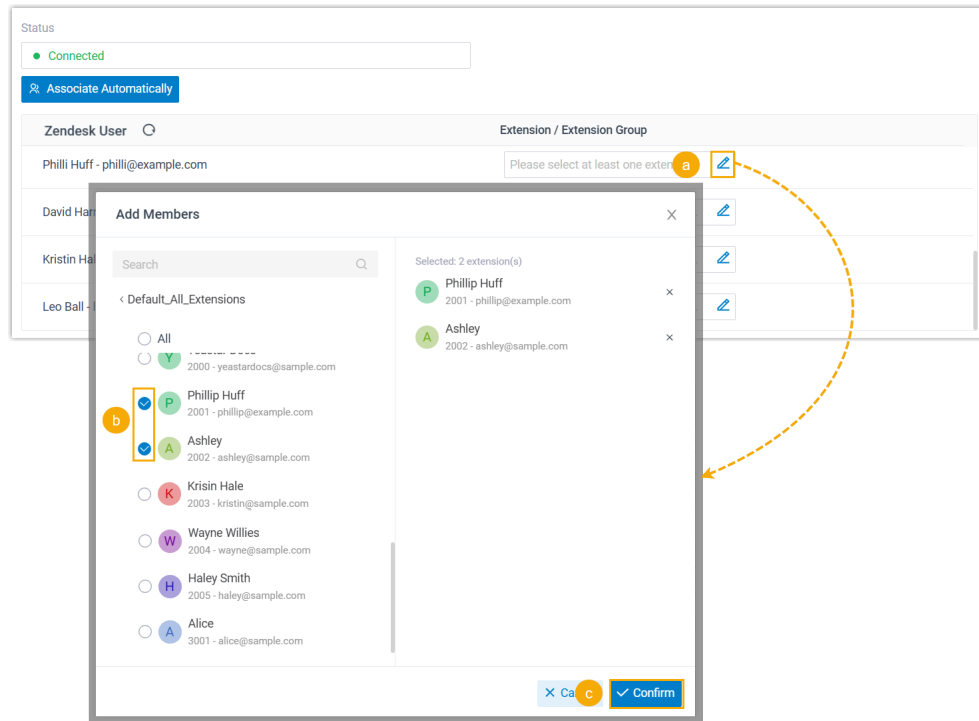 Status
Connected
Associate Automatically
Zendesk User
Extension / Extension Group
Philli Huff - philli@example.com
Please select at least one exten
a
David Har
Kristin Ha
Leo Ball -
Add Members
X
Search
Selected: 2 extension(s)
< Default_All_Extensions
All
Y
2000 - yeastardocs@sample.com
b
P Phillip Huff
2001 - phillip@example.com
A Ashley
2002 - ashley@sample.com
K Krisin Hale
2003 - kristin@sample.com
W Wayne Willies
2004 - wayne@sample.com
H Haley Smith
2005 - haley@sample.com
A Alice
3001 - alice@sample.com
P Phillip Huff
2001 - phillip@example.com
A Ashley
2002 - ashley@sample.com
Ca
c
Confirm